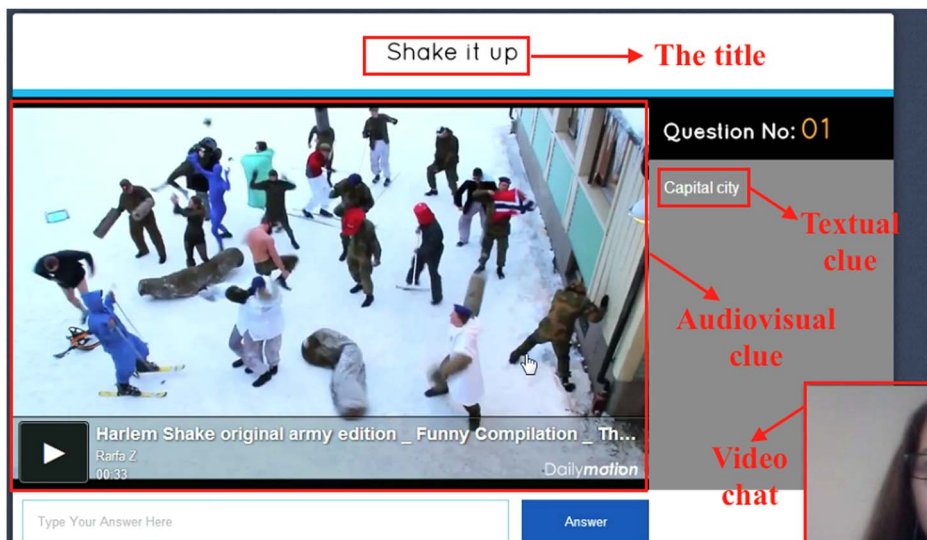 Shake it up
The title
Question No: 01
Capital city
Textual
clue
Audiovisual
clue
Harlem Shake original army edition _ Funny Compilation _ Th...
Rarfa Z
00:33
Dailymotion
Video
chat
Type Your Answer Here
Answer